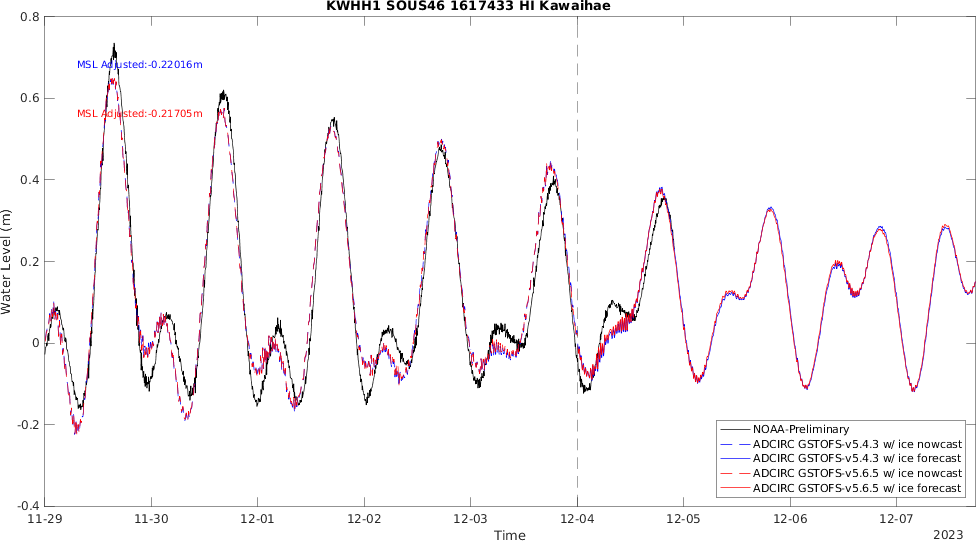 KWHH1 SOUS46 1617433 HI Kawaihae
0.8
MSL Adjusted:-0.22016m
0.6
MSL Adjusted:-0.21705m
0.4
Water Level (m)
0.2
0
-0.2
NOAA-Preliminary
ADCIRC GSTOFS-v5.4.3 w/ ice nowcast
ADCIRC GSTOFS-v5.4.3 w/ ice forecast
ADCIRC GSTOFS-v5.6.5 w/ ice nowcast
ADCIRC GSTOFS-v5.6.5 w/ ice forecast
-0.4
11-29 11-30 12-01 12-02 12-03 12-04 12-05 12-06 12-07
Time
2023